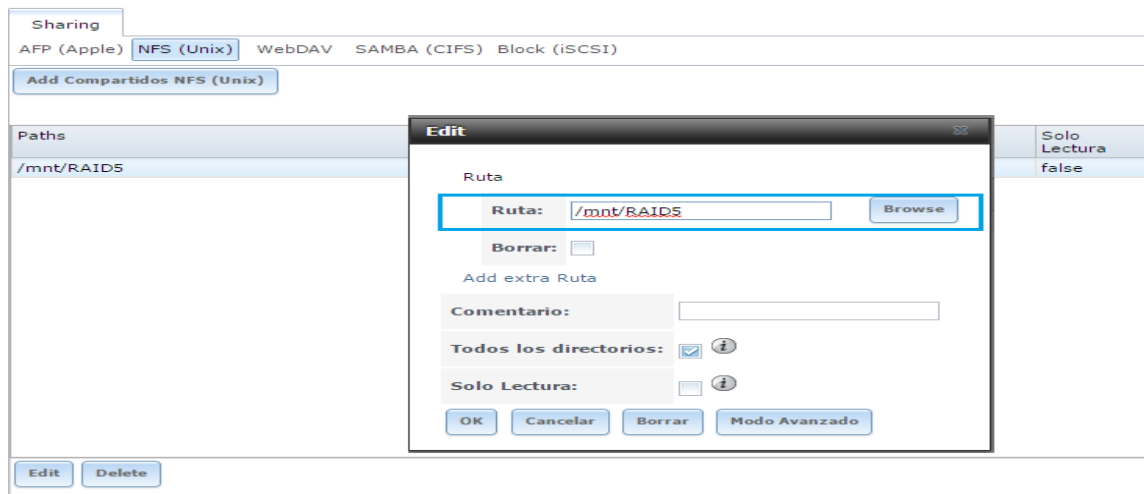 Sharing
AFP (Apple) NFS (Unix) WebDAV SAMBA (CIFS) Block (iSCSI)
Add Compartidos NFS (Unix)
Paths
Solo
Lectura
/mnt/RAID5
false
Edit
Ruta
Ruta: /mnt/RAID5 Browse
Borrar:
Add extra Ruta
Comentario:
Todos los directorios: i
Solo Lectura: i
OK Cancelar Borrar Modo Avanzado
Edit Delete